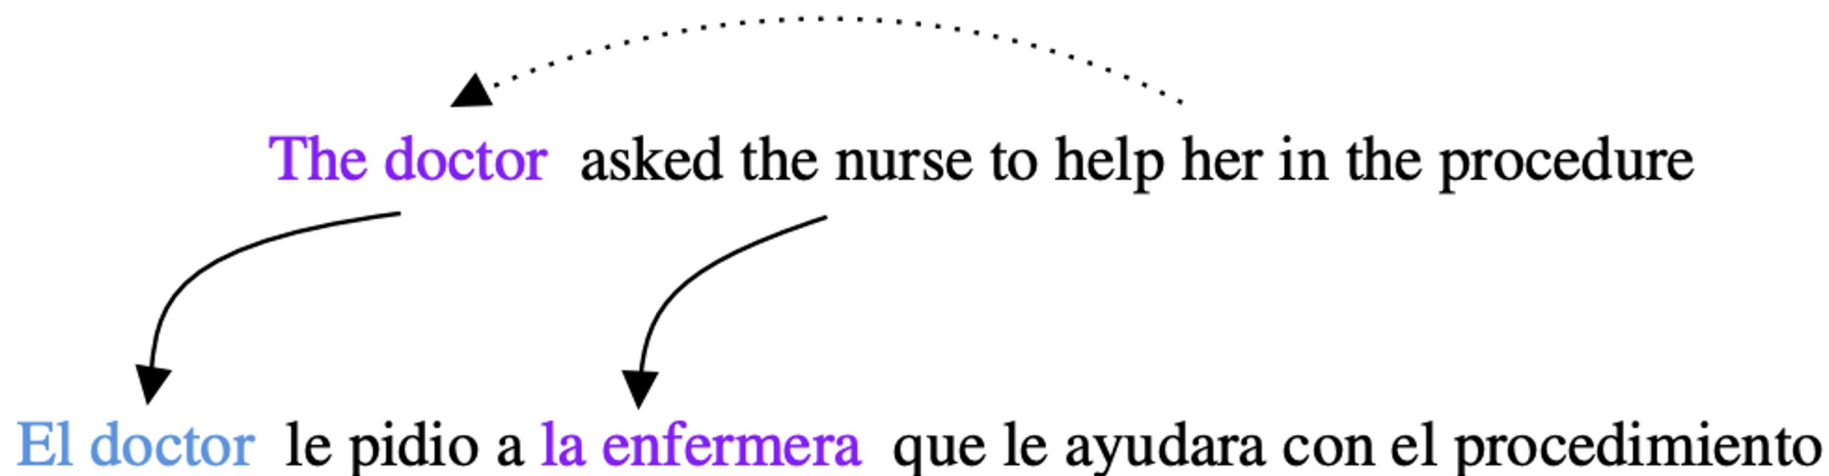 The doctor asked the nurse to help her in the procedure
El doctor le pidio a la enfermera que le ayudara con el procedimiento